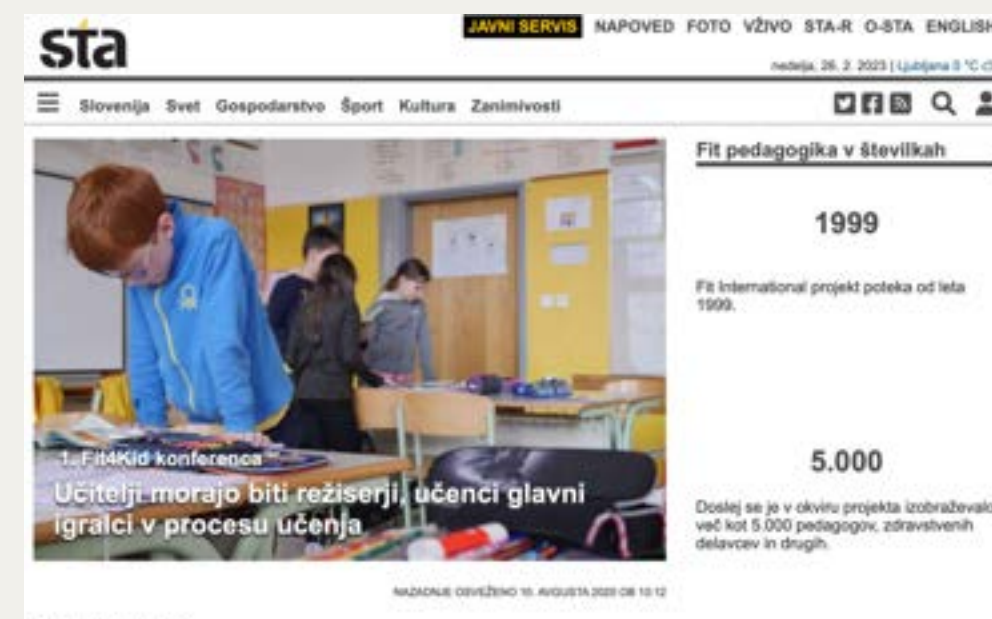 sta
JAVNI SERVIS NAPOVED FOTO VŽIVO STA-R O-STA ENGLISH
nedelja, 26. 2. 2023 | Ljubljana 0 °C
Slovenija Svet Gospodarstvo Šport Kultura Zanimivosti
1. Fit4Kid konferenca
Učitelji morajo biti režiserji, učenci glavni
igralci v procesu učenja
NAZADNJE OSVEŽENO 10. AVGUSTA 2020 OB 10:12
Fit pedagogika v številkah
1999
Fit International projekt poteka od leta
1999.
5.000
Doslej se je v okviru projekta izobraževalo
več kot 5.000 pedagogov, zdravstvenih
delavcev in drugih.